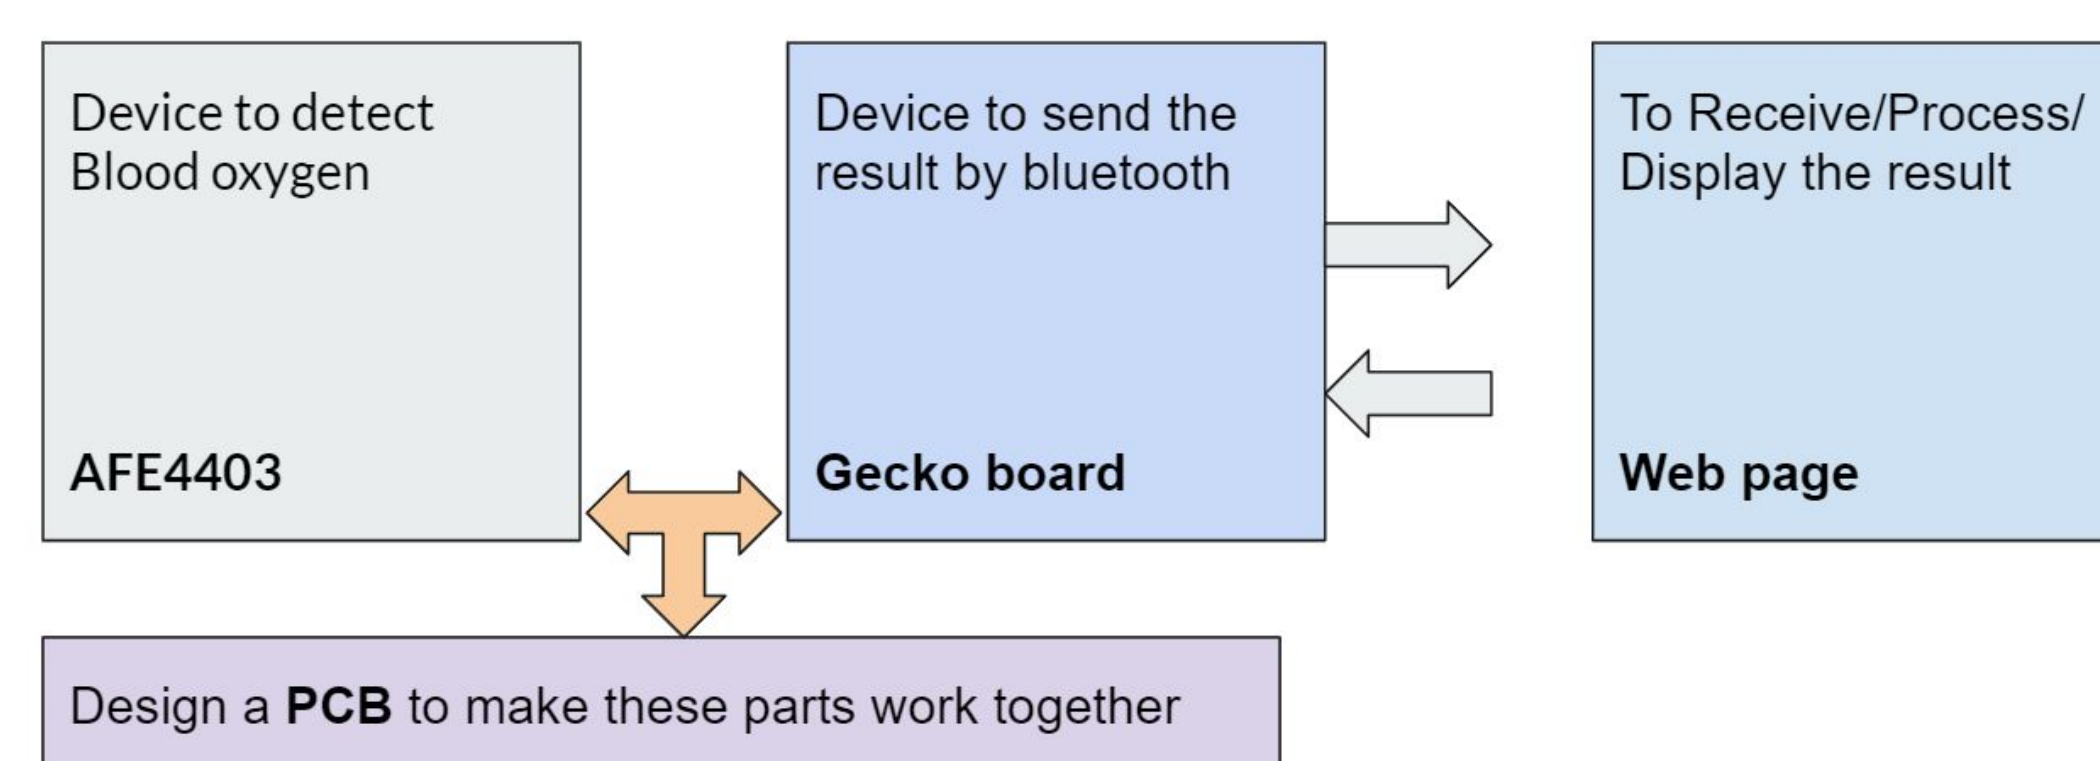 Device to detect
Blood oxygen
AFE4403
Device to send the
result by bluetooth
Gecko board
To Receive/Process/
Display the result
Web page
Design a PCB to make these parts work together